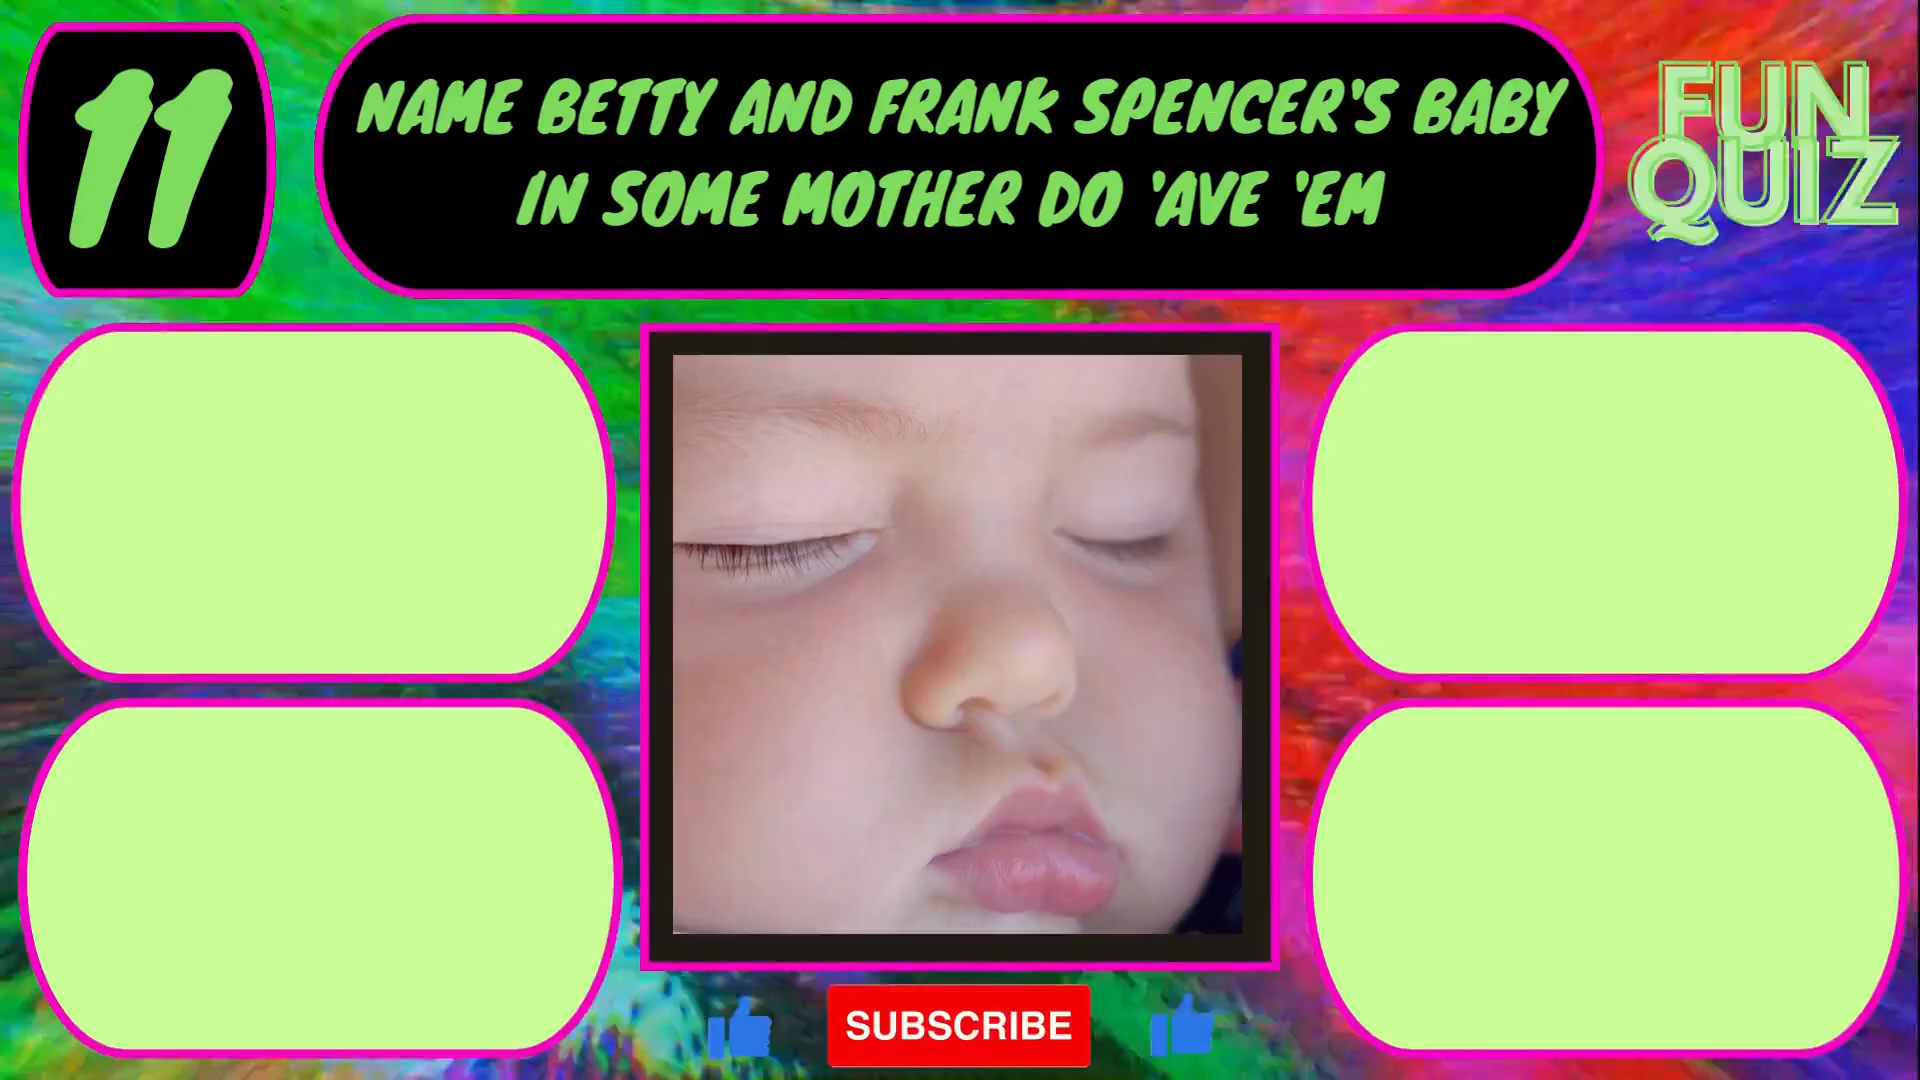 11
NAME BETTY AND FRANK SPENCER'S BABY
IN SOME MOTHER DO 'AVE 'EM
FUN
QUIZ
SUBSCRIBE